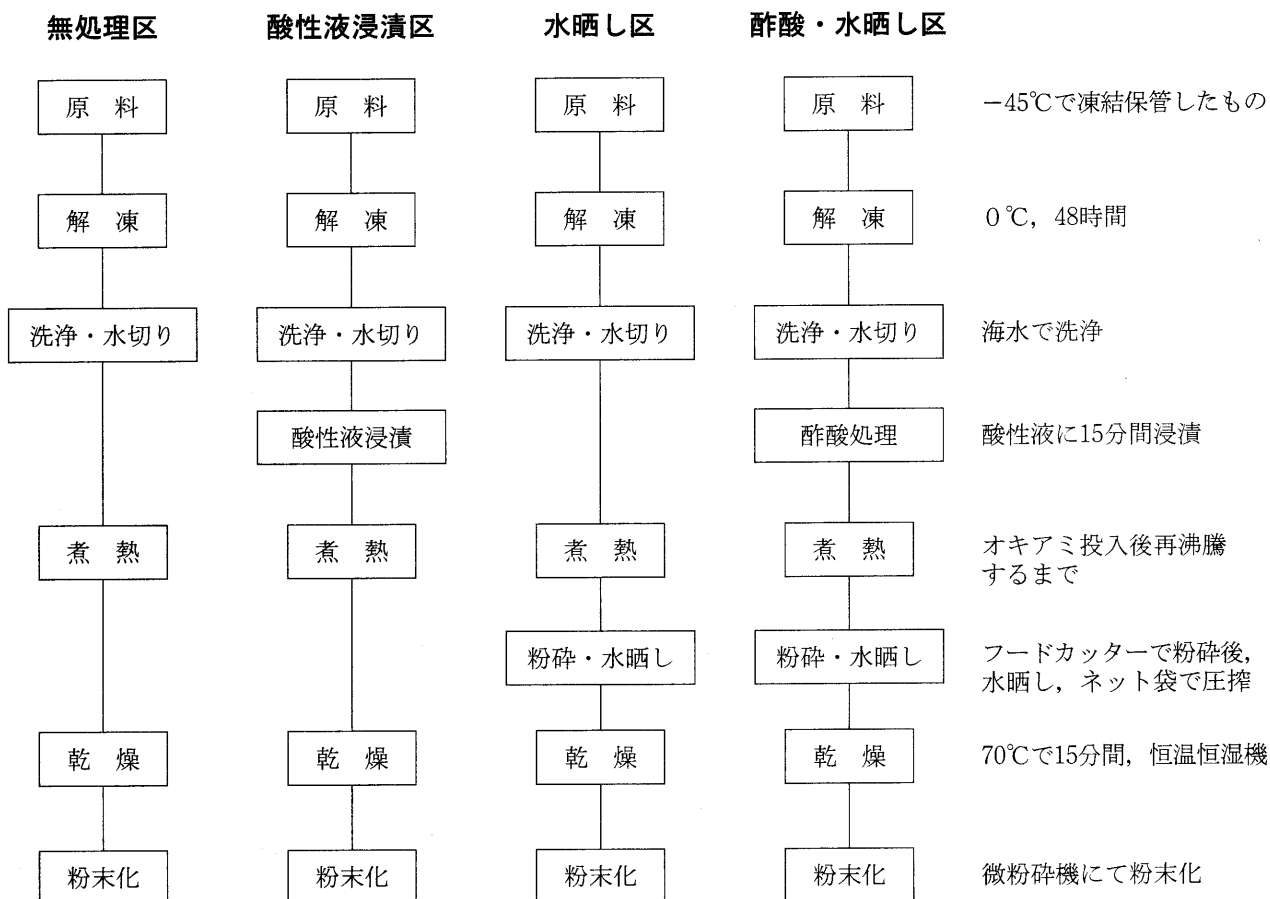 無処理区 酸性液浸漬区 水晒し区 酢酸・水晒し区
原料 原料 原料 原料 －45℃で凍結保管したもの
解凍 解凍 解凍 解凍 0℃，48時間
洗浄・水切り 洗浄・水切り 洗浄・水切り 洗浄・水切り 海水で洗浄
酸性液浸漬 酢酸処理 酸性液に15分間浸漬
煮熱 煮熱 煮熱 煮熱 オキアミ投入後再沸騰
するまで
粉砕・水晒し 粉砕・水晒し フードカッターで粉砕後，
水晒し，ネット袋で圧搾
乾燥 乾燥 乾燥 乾燥 70℃で15分間，恒温恒湿機
粉末化 粉末化 粉末化 粉末化 微粉砕機にて粉末化